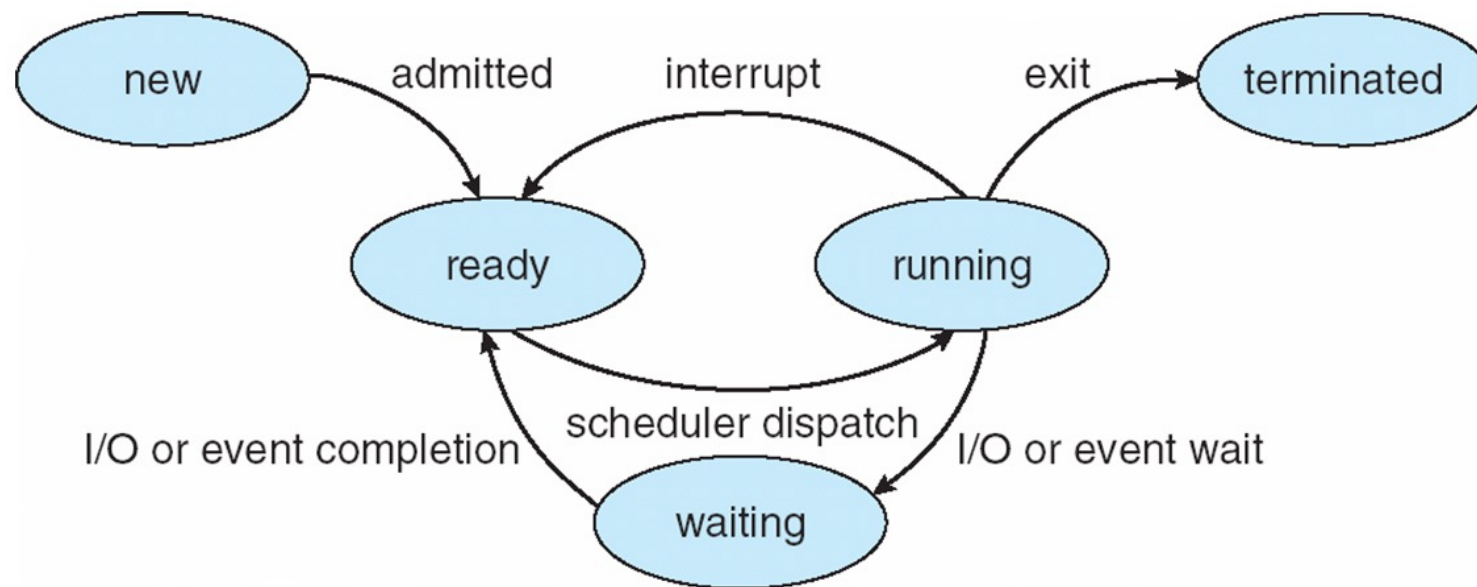 new
admitted
interrupt
exit
terminated
ready
running
scheduler dispatch
I/O or event completion
I/O or event wait
waiting